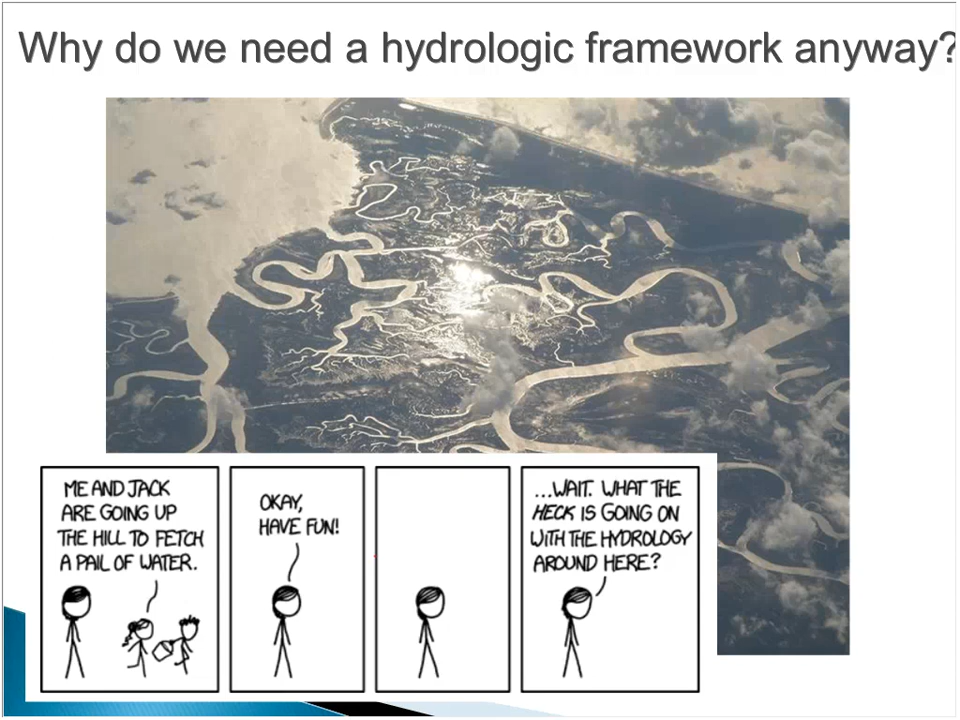 Why do we need a hydrologic framework anyway?
ME AND JACK
ARE GOING UP
THE HILL TO FETCH
A PAIL OF WATER.
OKAY,
HAVE FUN!
...WAIT. WHAT THE
HECK IS GOING ON
WITH THE HYDROLOGY
AROUND HERE?